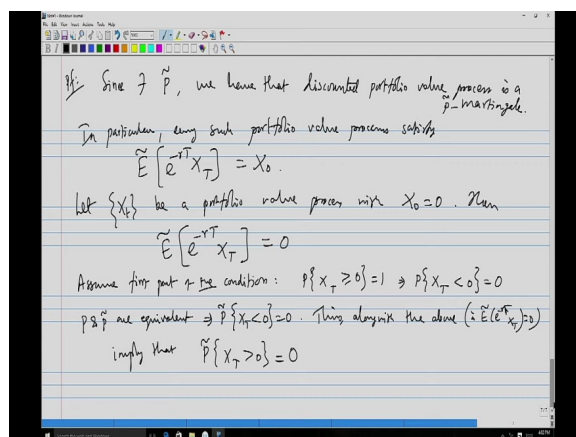 Pf: Since ∃ P̃, we have that discounted portfolio value process is a
P̃-martingale.
In particular, every such portfolio value process satisfy
Ẽ[e^{-rT} X_T] = X_0.
Let {X_t} be a portfolio value process with X_0 = 0. Then
Ẽ[e^{-rT} X_T] = 0
Assume first part of the condition: P{X_T ≥ 0} = 1 ⇒ P{X_T < 0} = 0
P & P̃ are equivalent ⇒ P̃{X_T < 0} = 0. This, alongwith the above (∵ Ẽ(e^{-rT} X_T) = 0)
imply that P̃{X_T > 0} = 0